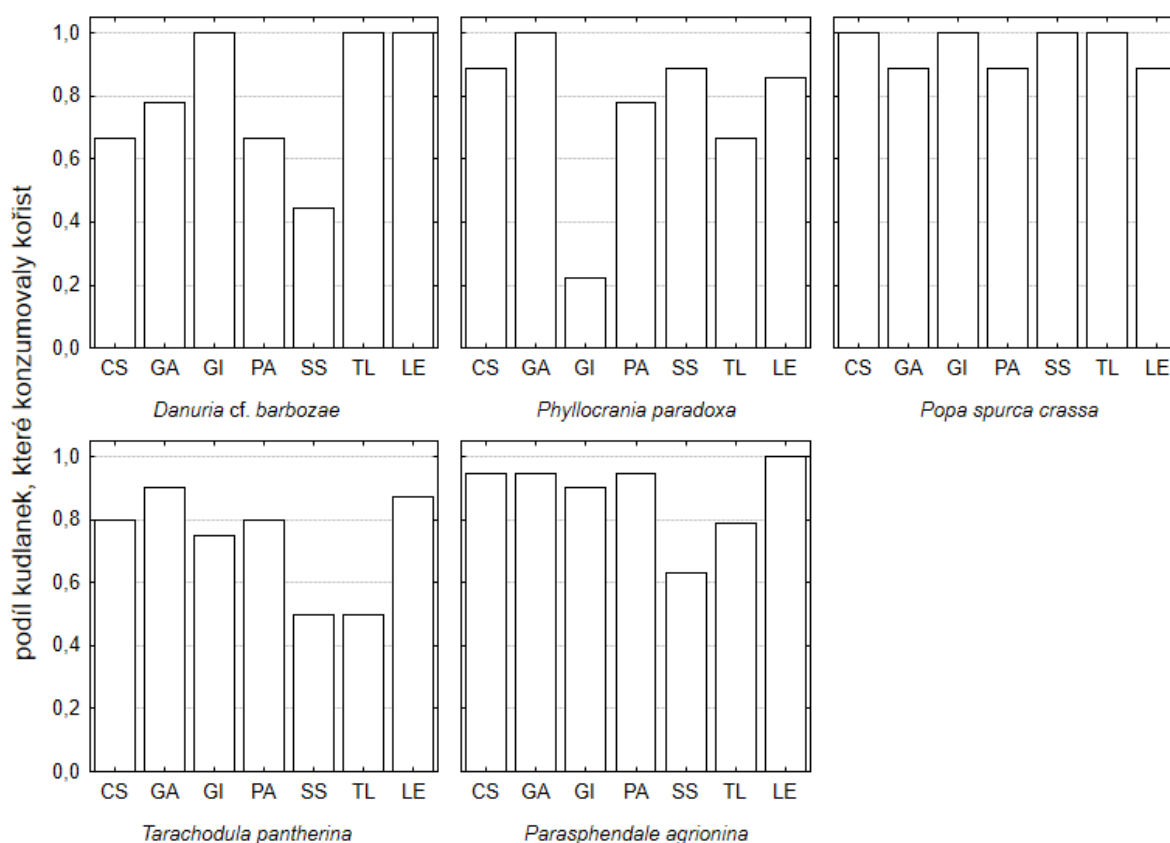 podíl kudlanek, které konzumovaly kořist
1,0
0,8
0,6
0,4
0,2
0,0
CS GA GI PA SS TL LE
CS GA GI PA SS TL LE
CS GA GI PA SS TL LE
Danuria cf. barbozae
Phyllocrania paradoxa
Popa spurca crassa
1,0
0,8
0,6
0,4
0,2
0,0
CS GA GI PA SS TL LE
CS GA GI PA SS TL LE
Tarachodula pantherina
Parasphendale agrionina